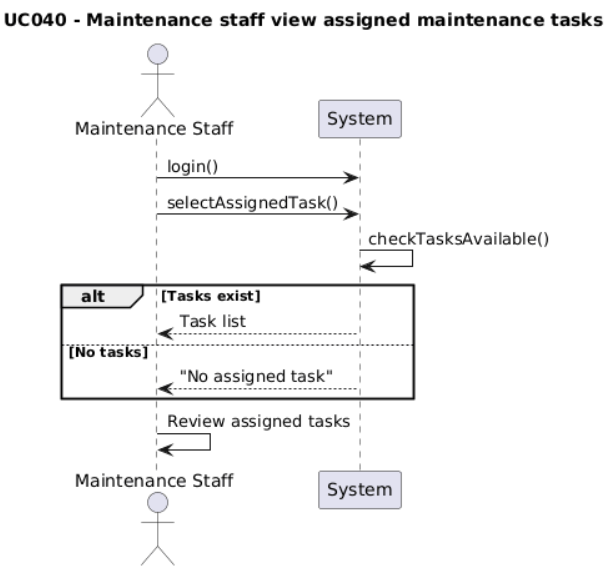 UC040 - Maintenance staff view assigned maintenance tasks
Maintenance Staff
System
login()
selectAssignedTask()
checkTasksAvailable()
alt
[Tasks exist]
Task list
[No tasks]
"No assigned task"
Review assigned tasks
Maintenance Staff
System